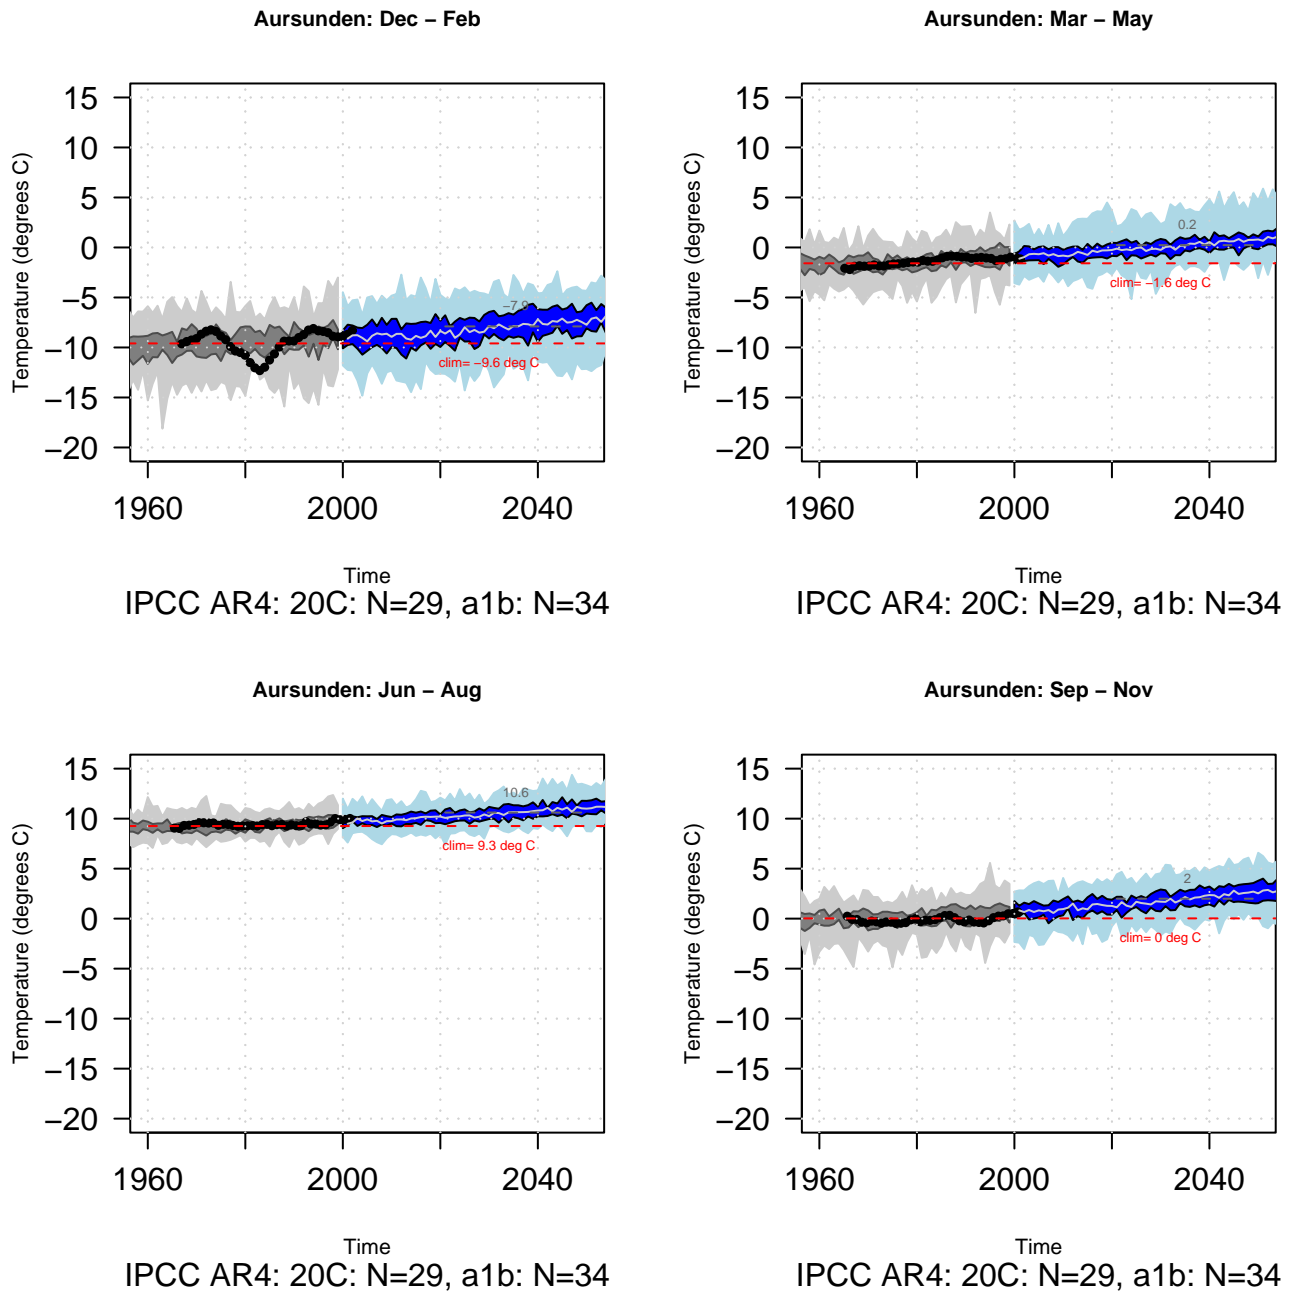 Aursunden: Dec – Feb
Temperature (degrees C)
15
10
5
0
–5
–10
–15
–20
–7.9
clim= –9.6 deg C
1960 2000 2040
Time
IPCC AR4: 20C: N=29, a1b: N=34
Aursunden: Mar – May
Temperature (degrees C)
15
10
5
0
–5
–10
–15
–20
0.2
clim= –1.6 deg C
1960 2000 2040
Time
IPCC AR4: 20C: N=29, a1b: N=34
Aursunden: Jun – Aug
Temperature (degrees C)
15
10
5
0
–5
–10
–15
–20
10.6
clim= 9.3 deg C
1960 2000 2040
Time
IPCC AR4: 20C: N=29, a1b: N=34
Aursunden: Sep – Nov
Temperature (degrees C)
15
10
5
0
–5
–10
–15
–20
2
clim= 0 deg C
1960 2000 2040
Time
IPCC AR4: 20C: N=29, a1b: N=34